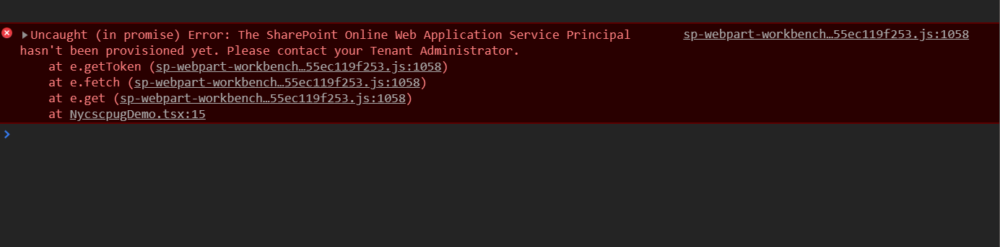 Uncaught (in promise) Error: The SharePoint Online Web Application Service Principal sp-webpart-workbench…55ec119f253.js:1058
hasn't been provisioned yet. Please contact your Tenant Administrator.
at e.getToken (sp-webpart-workbench…55ec119f253.js:1058)
at e.fetch (sp-webpart-workbench…55ec119f253.js:1058)
at e.get (sp-webpart-workbench…55ec119f253.js:1058)
at NycscpugDemo.tsx:15